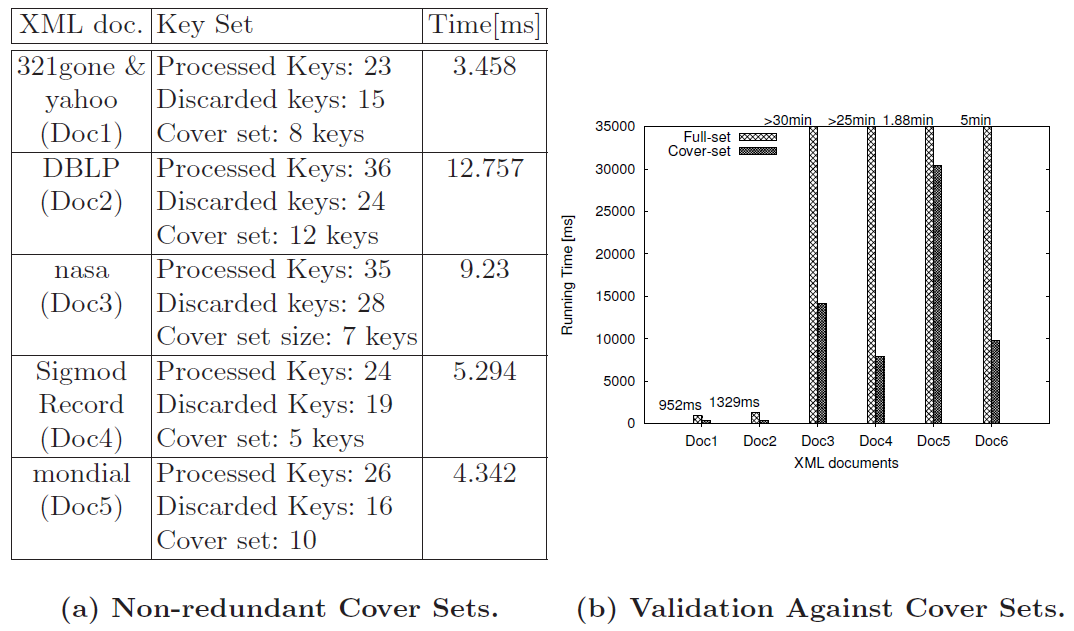 XML doc. Key Set Time[ms]
321gone & Processed Keys: 23 3.458
yahoo Discarded keys: 15
(Doc1) Cover set: 8 keys
DBLP Processed Keys: 36 12.757
(Doc2) Discarded keys: 24
Cover set: 12 keys
nasa Processed Keys: 35 9.23
(Doc3) Discarded keys: 28
Cover set size: 7 keys
Sigmod Processed Keys: 24 5.294
Record Discarded Keys: 19
(Doc4) Cover set: 5 keys
mondial Processed Keys: 26 4.342
(Doc5) Discarded Keys: 16
Cover set: 10
(a) Non-redundant Cover Sets.
>30min >25min 1.88min 5min
35000
Full-set
Cover-set
30000
25000
20000
15000
10000
5000
952ms 1329ms
0
Running Time [ms]
Doc1 Doc2 Doc3 Doc4 Doc5 Doc6
XML documents
(b) Validation Against Cover Sets.